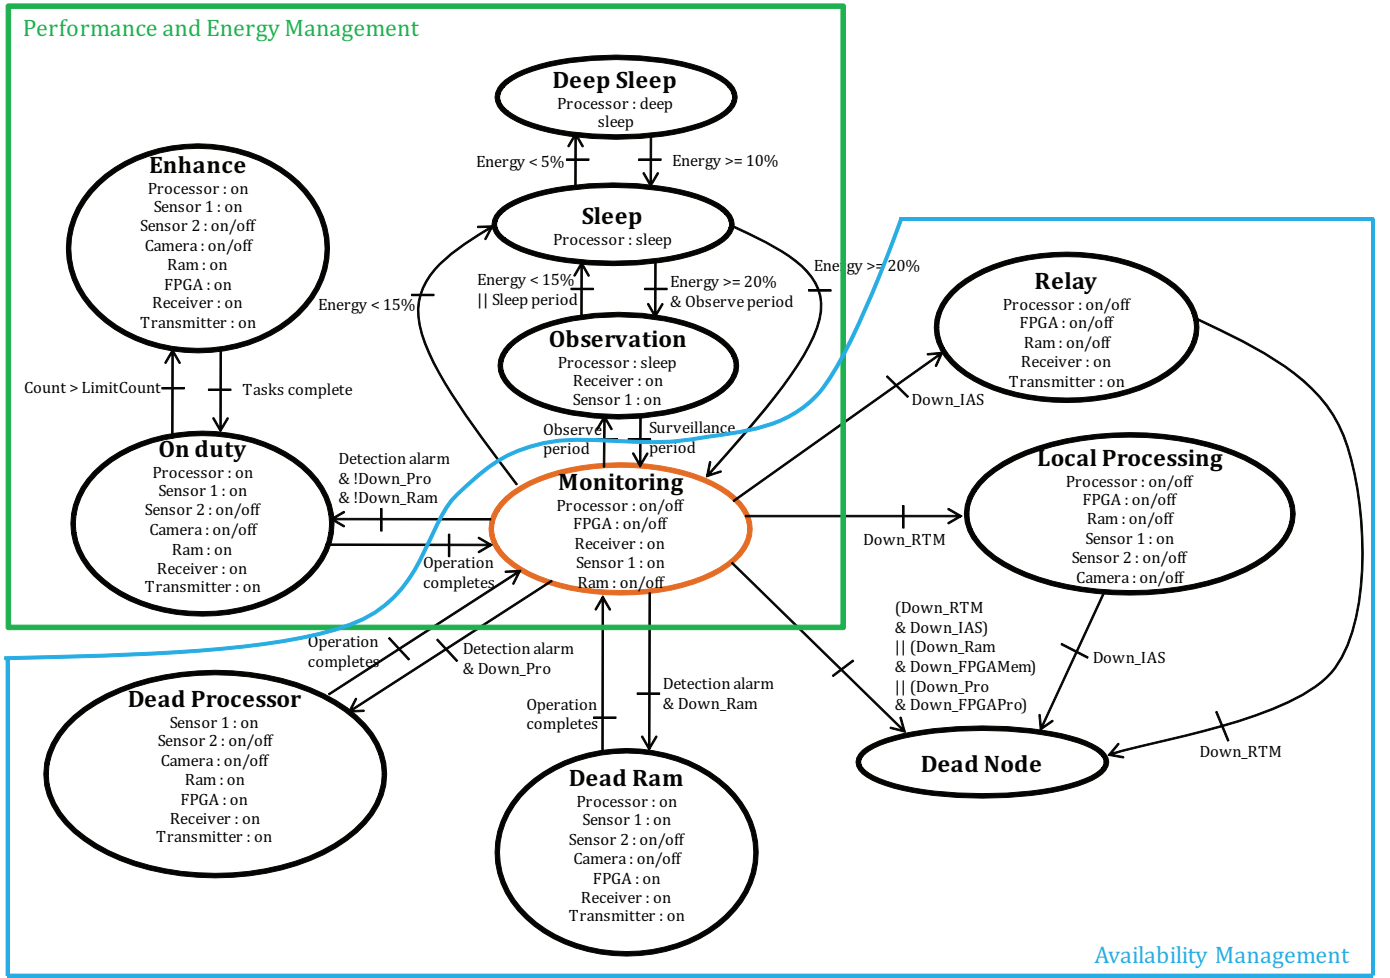 Performance and Energy Management
Deep Sleep
Processor : deep
sleep
Energy < 5%
Energy >= 10%
Enhance
Processor : on
Sensor 1 : on
Sensor 2 : on/off
Camera : on/off
Ram : on
FPGA : on
Receiver : on
Transmitter : on
Sleep
Processor : sleep
Energy < 15%
Energy < 15%
|| Sleep period
Energy >= 20%
& Observe period
Energy >= 20%
Relay
Processor : on/off
FPGA : on/off
Ram : on/off
Receiver : on
Transmitter : on
Observation
Processor : sleep
Receiver : on
Sensor 1 : on
Count > LimitCount
Tasks complete
Down_IAS
Observe
period
Surveillance
period
On duty
Processor : on
Sensor 1 : on
Sensor 2 : on/off
Camera : on/off
Ram : on
Receiver : on
Transmitter : on
Detection alarm
& !Down_Pro
& !Down_Ram
Operation
completes
Monitoring
Processor : on/off
FPGA : on/off
Receiver : on
Sensor 1 : on
Ram : on/off
Down_RTM
Local Processing
Processor : on/off
FPGA : on/off
Ram : on/off
Sensor 1 : on
Sensor 2 : on/off
Camera : on/off
Operation
completes
Detection alarm
& Down_Pro
(Down_RTM
& Down_IAS)
|| (Down_Ram
& Down_FPGAMem)
|| (Down_Pro
& Down_FPGAPro)
Down_IAS
Down_RTM
Dead Processor
Sensor 1 : on
Sensor 2 : on/off
Camera : on/off
Ram : on
FPGA : on
Receiver : on
Transmitter : on
Operation
completes
Detection alarm
& Down_Ram
Dead Node
Dead Ram
Processor : on
Sensor 1 : on
Sensor 2 : on/off
Camera : on/off
FPGA : on
Receiver : on
Transmitter : on
Availability Management